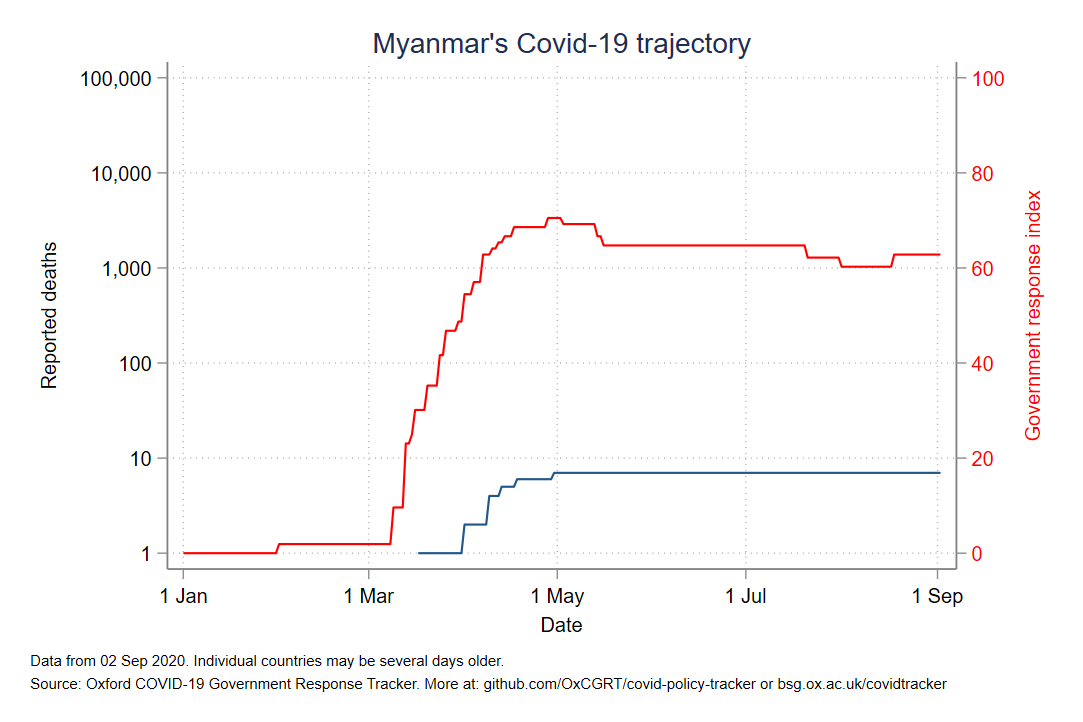 Myanmar's Covid-19 trajectory
100,000
10,000
1,000
100
10
1
Reported deaths
100
80
60
40
20
0
Government response index
1 Jan 1 Mar 1 May 1 Jul 1 Sep
Date
Data from 02 Sep 2020. Individual countries may be several days older.
Source: Oxford COVID-19 Government Response Tracker. More at: github.com/OxCGRT/covid-policy-tracker or bsg.ox.ac.uk/covidtracker